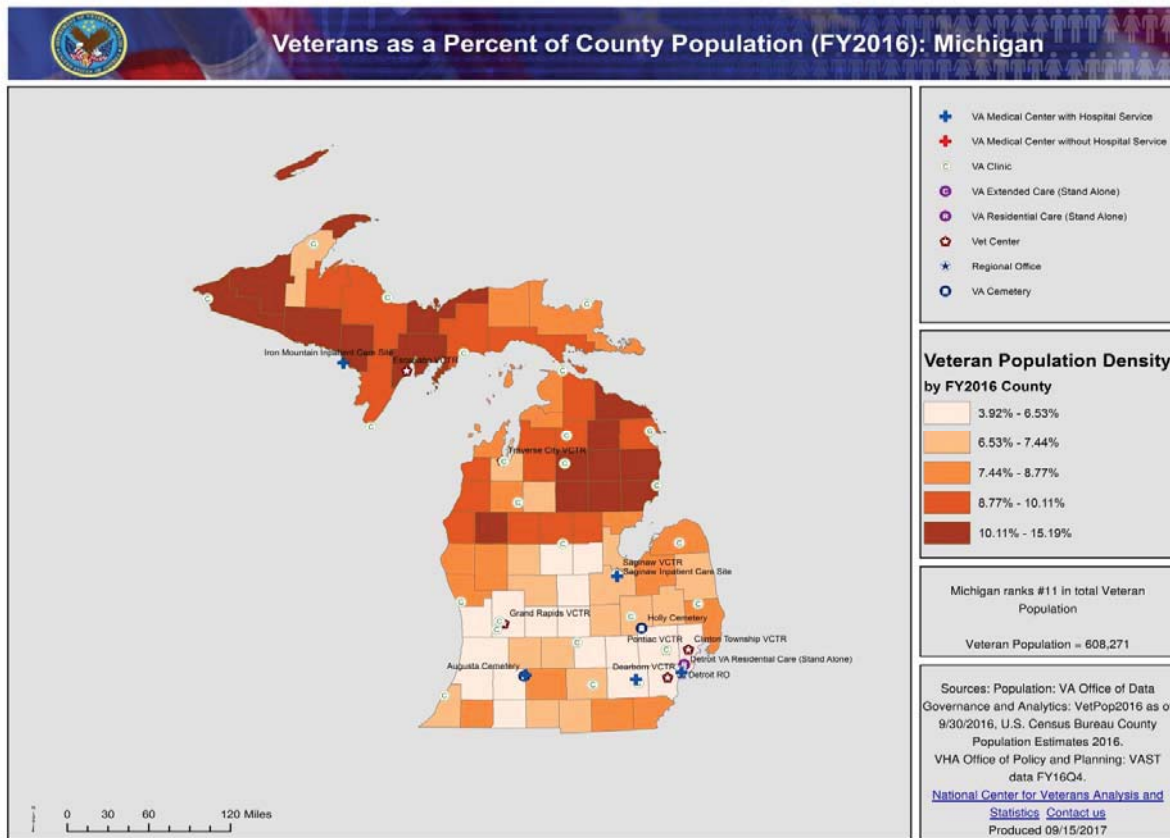 Veterans as a Percent of County Population (FY2016): Michigan
Iron Mountain Inpatient Care Site
Escanaba VCTR
Traverse City VCTR
Saginaw VCTR
Saginaw Inpatient Care Site
Grand Rapids VCTR
Holly Cemetery
Pontiac VCTR
Clinton Township VCTR
Detroit VA Residential Care (Stand Alone)
Augusta Cemetery
Dearborn VCTR
Detroit RO
0 30 60 120 Miles
VA Medical Center with Hospital Service
VA Medical Center without Hospital Service
C VA Clinic
C VA Extended Care (Stand Alone)
R VA Residential Care (Stand Alone)
Vet Center
Regional Office
VA Cemetery
Veteran Population Density
by FY2016 County
3.92% - 6.53%
6.53% - 7.44%
7.44% - 8.77%
8.77% - 10.11%
10.11% - 15.19%
Michigan ranks #11 in total Veteran
Population
Veteran Population = 608,271
Sources: Population: VA Office of Data
Governance and Analytics: VetPop2016 as o
9/30/2016, U.S. Census Bureau County
Population Estimates 2016.
VHA Office of Policy and Planning: VAST
data FY16Q4.
National Center for Veterans Analysis and
Statistics Contact us
Produced 09/15/2017